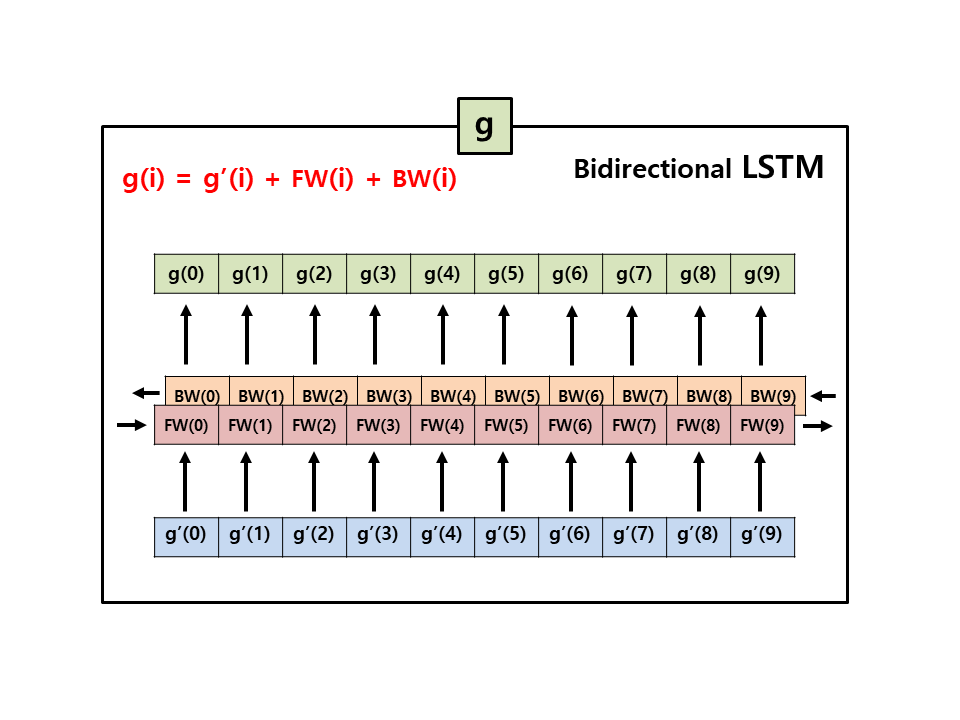 g
g(i) = g′(i) + FW(i) + BW(i)
Bidirectional LSTM
g(0) g(1) g(2) g(3) g(4) g(5) g(6) g(7) g(8) g(9)
BW(0) BW(1) BW(2) BW(3) BW(4) BW(5) BW(6) BW(7) BW(8) BW(9)
FW(0) FW(1) FW(2) FW(3) FW(4) FW(5) FW(6) FW(7) FW(8) FW(9)
g′(0) g′(1) g′(2) g′(3) g′(4) g′(5) g′(6) g′(7) g′(8) g′(9)